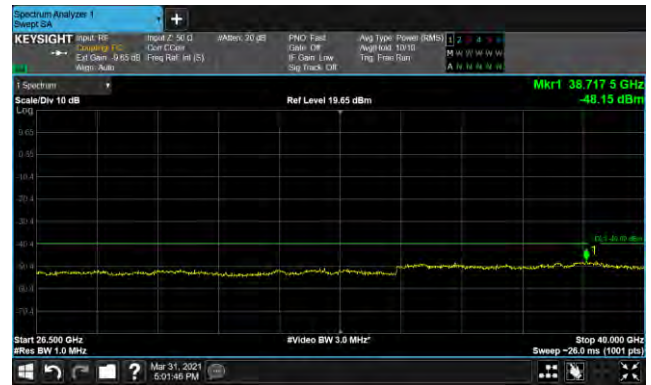 Spectrum Analyzer 1
Swept SA
+
KEYSIGHT Input: RF Input Z: 50 Ω #Atten: 20 dB PNO: Fast Avg Type: Power (RMS) 1 2 3 4 5 6
Coupling: DC Corr CCorr Gate: Off Avg|Hold: 10/10 M W W W W W
Ext Gain: -9.65 dB Freq Ref: Int (S) IF Gain: Low Trig: Free Run
Align: Auto Sig Track: Off A N N N N N
1 Spectrum
Mkr1 38.717 5 GHz
Scale/Div 10 dB Ref Level 19.65 dBm -48.15 dBm
Log
9.65
-10.4
-20.4
-30.4
-40.4
1
-50.4
-60.4
-70.4
Start 26.500 GHz #Video BW 3.0 MHz* Stop 40.000 GHz
#Res BW 1.0 MHz Sweep ~26.0 ms (1001 pts)
? Mar 31, 2021
5:01:46 PM